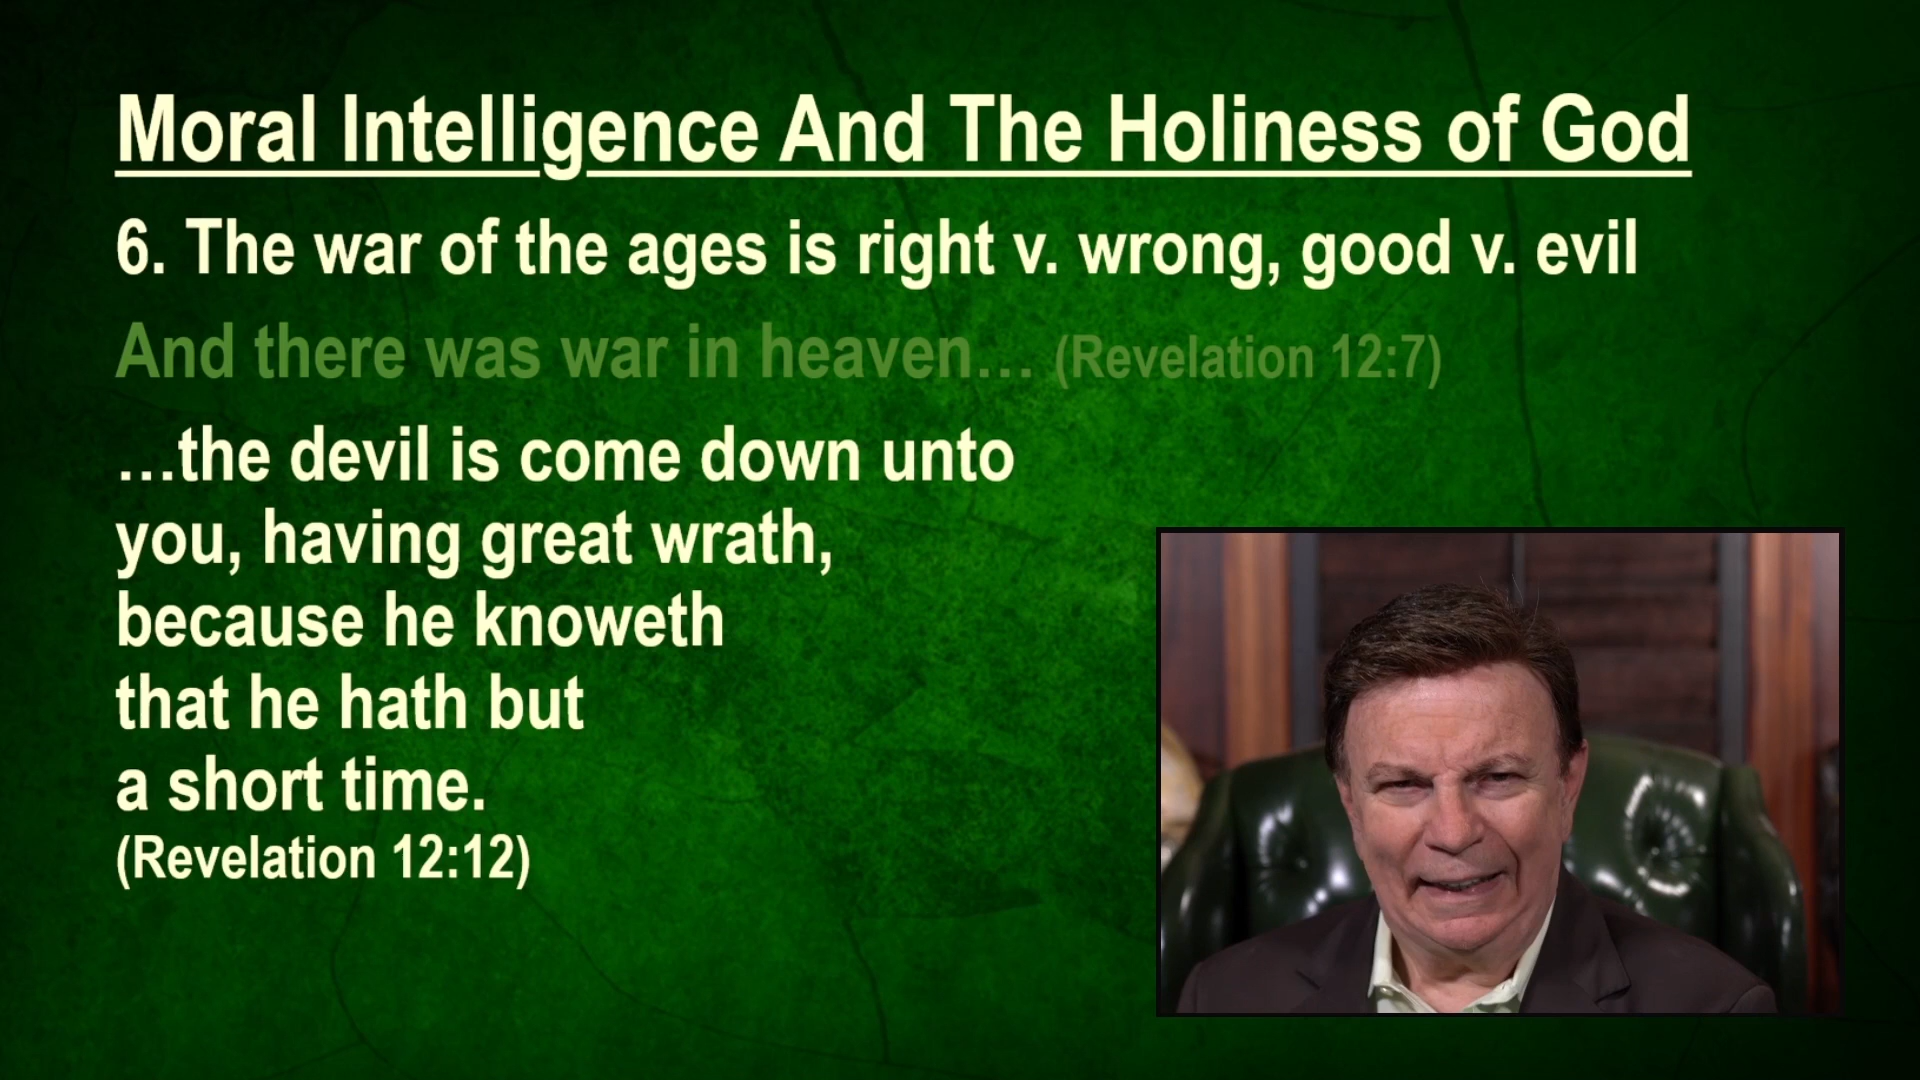 Moral Intelligence And The Holiness of God
6. The war of the ages is right v. wrong, good v. evil
And there was war in heaven… (Revelation 12:7)
…the devil is come down unto
you, having great wrath,
because he knoweth
that he hath but
a short time.
(Revelation 12:12)